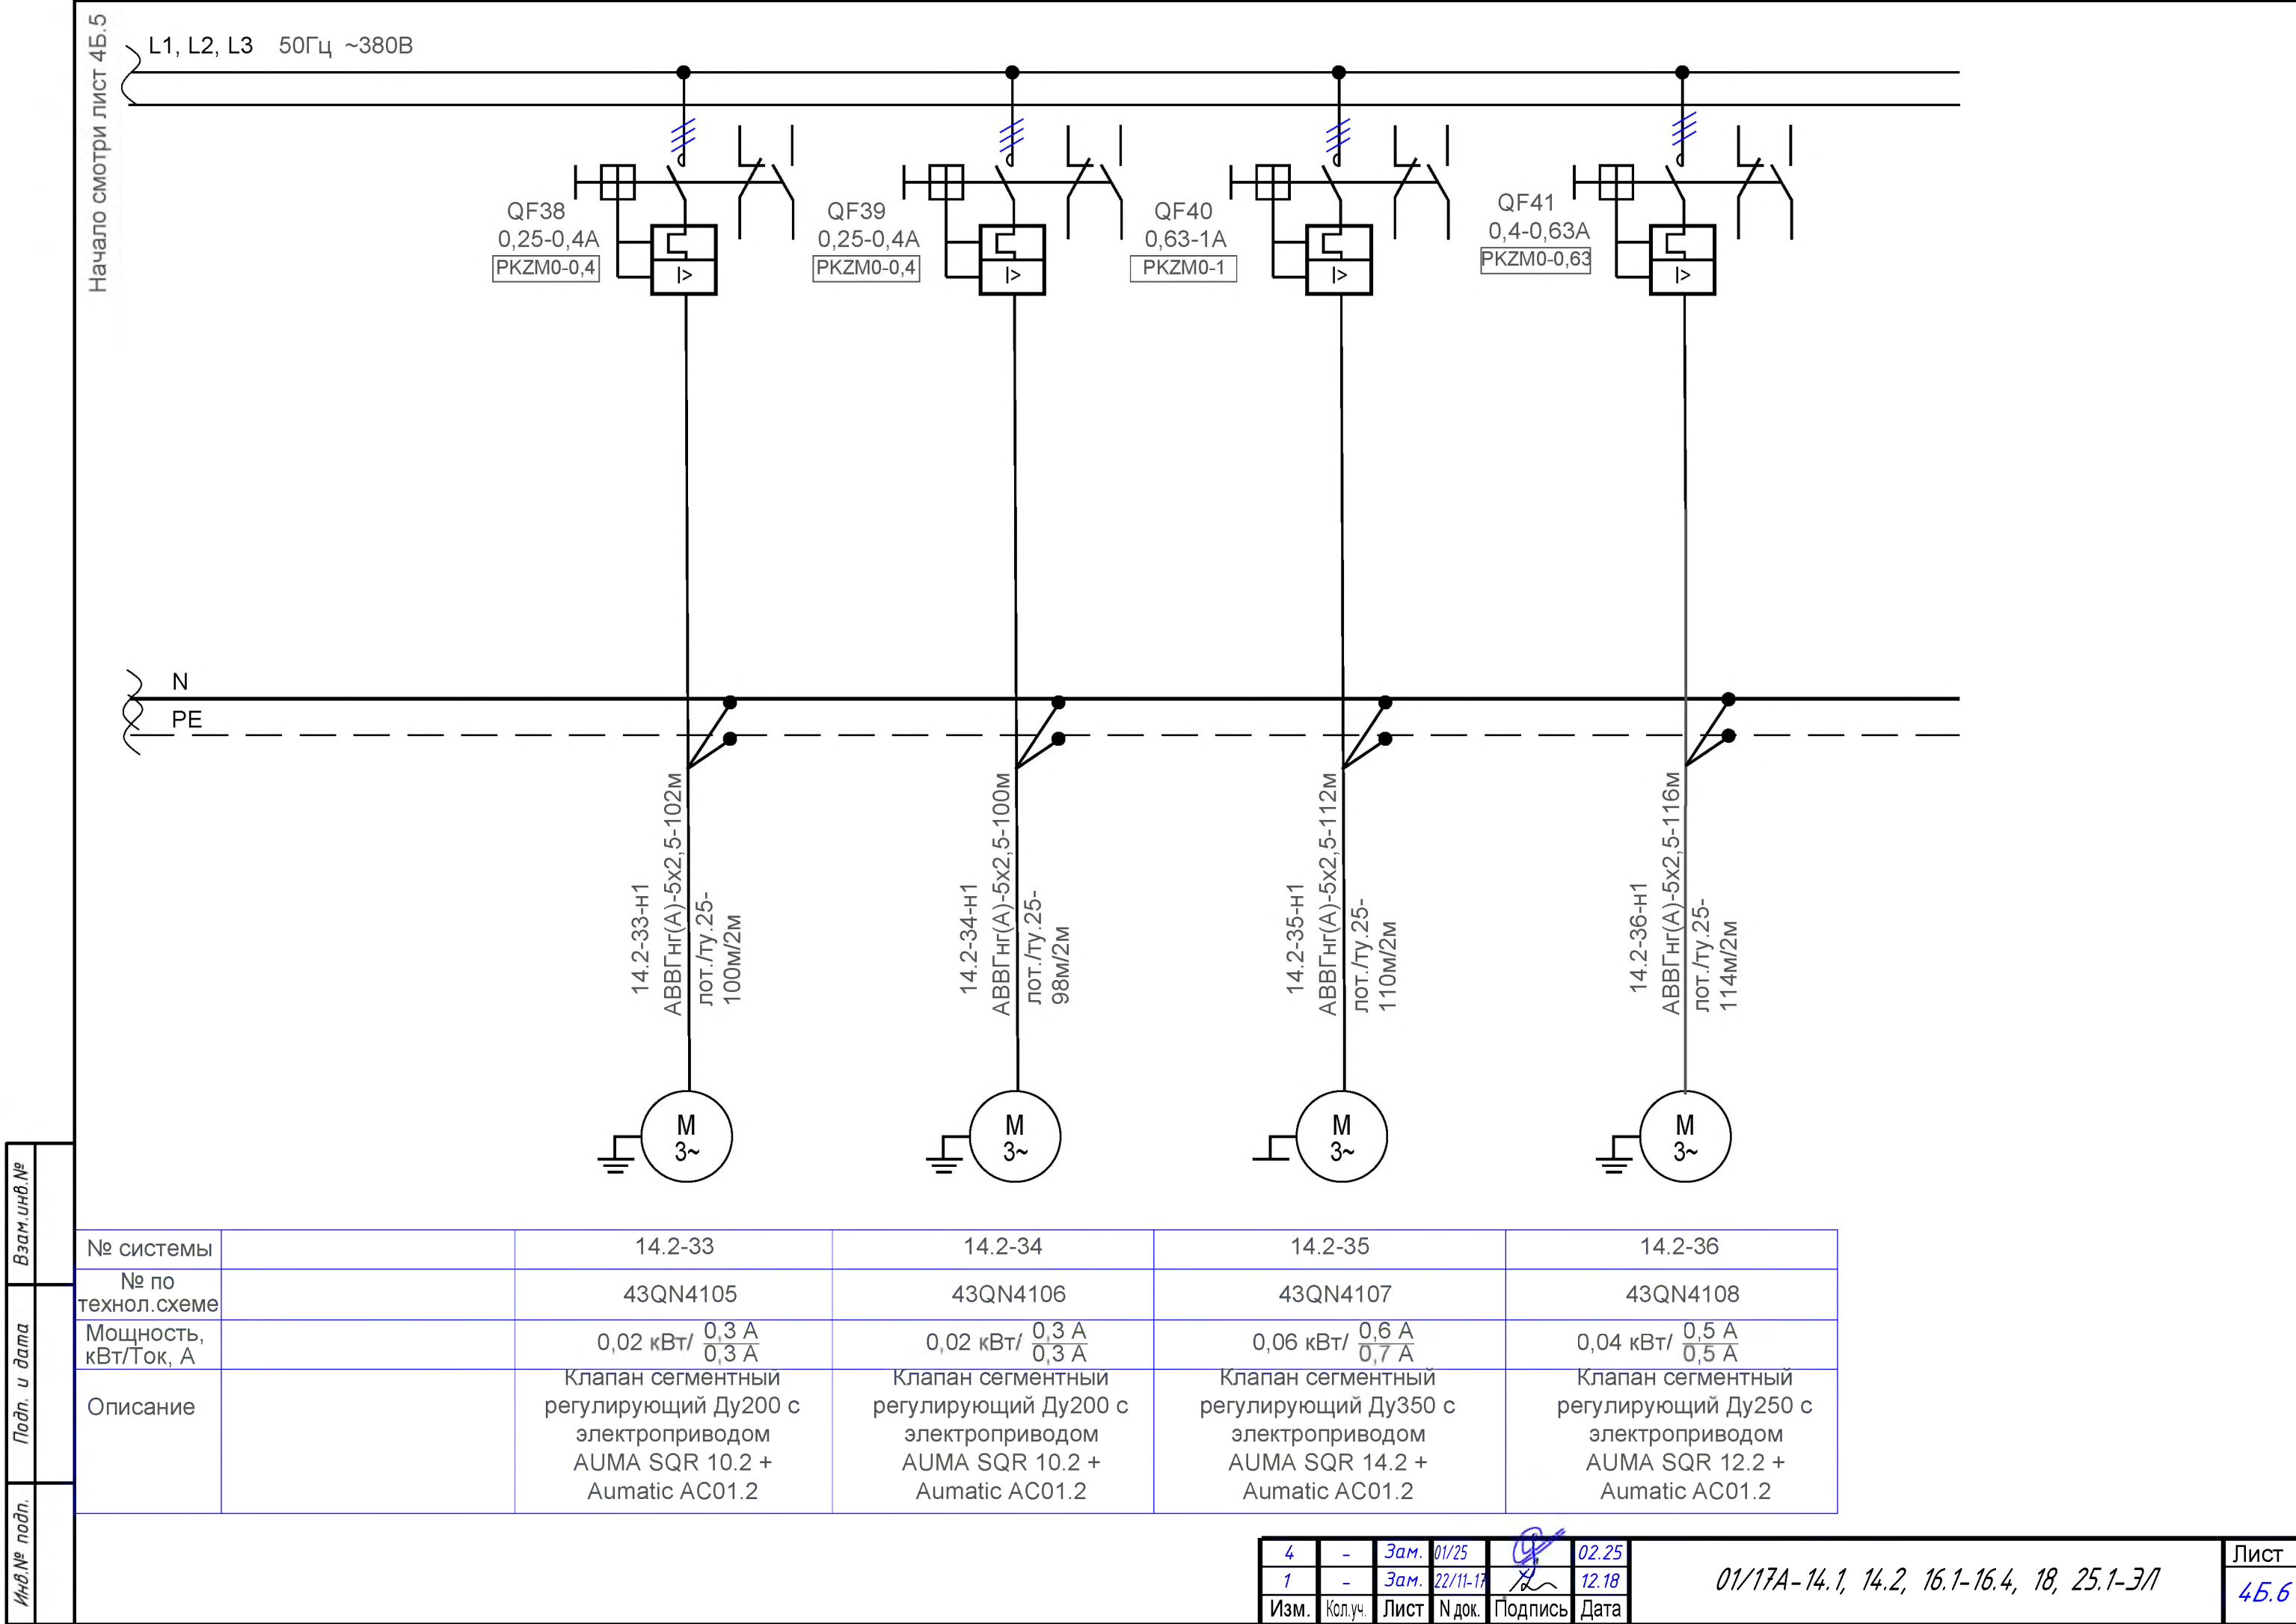 Начало смотри лист 4Б.5
L1, L2, L3 50Гц ~380В
QF38
0,25-0,4А
PKZM0-0,4
I>
QF39
0,25-0,4А
PKZM0-0,4
I>
QF40
0,63-1А
PKZM0-1
I>
QF41
0,4-0,63А
PKZM0-0,63
I>
N
PE
14.2-33-н1
АВВГнг(А)-5х2,5-102м
лот./ту.25-
100м/2м
14.2-34-н1
АВВГнг(А)-5х2,5-100м
лот./ту.25-
98м/2м
14.2-35-н1
АВВГнг(А)-5х2,5-112м
лот./ту.25-
110м/2м
14.2-36-н1
АВВГнг(А)-5х2,5-116м
лот./ту.25-
114м/2м
М
3~
М
3~
М
3~
М
3~
№ системы 14.2-33 14.2-34 14.2-35 14.2-36
№ по
технол.схеме
43QN4105 43QN4106 43QN4107 43QN4108
Мощность,
кВт/Ток, А
0,02 кВт/ 0,3 А
0,3 А
0,02 кВт/ 0,3 А
0,3 А
0,06 кВт/ 0,6 А
0,7 А
0,04 кВт/ 0,5 А
0,5 А
Описание
Клапан сегментный
регулирующий Ду200 с
электроприводом
AUMA SQR 10.2 +
Aumatic AC01.2
Клапан сегментный
регулирующий Ду200 с
электроприводом
AUMA SQR 10.2 +
Aumatic AC01.2
Клапан сегментный
регулирующий Ду350 с
электроприводом
AUMA SQR 14.2 +
Aumatic AC01.2
Клапан сегментный
регулирующий Ду250 с
электроприводом
AUMA SQR 12.2 +
Aumatic AC01.2
Взам.инв.№
Подп. и дата
Инв.№ подп.
4 - Зам. 01/25 02.25
1 - Зам. 22/11-17 12.18
Изм. Кол.уч. Лист N док. Подпись Дата
01/17А-14.1, 14.2, 16.1-16.4, 18, 25.1-ЭЛ
Лист
4Б.6